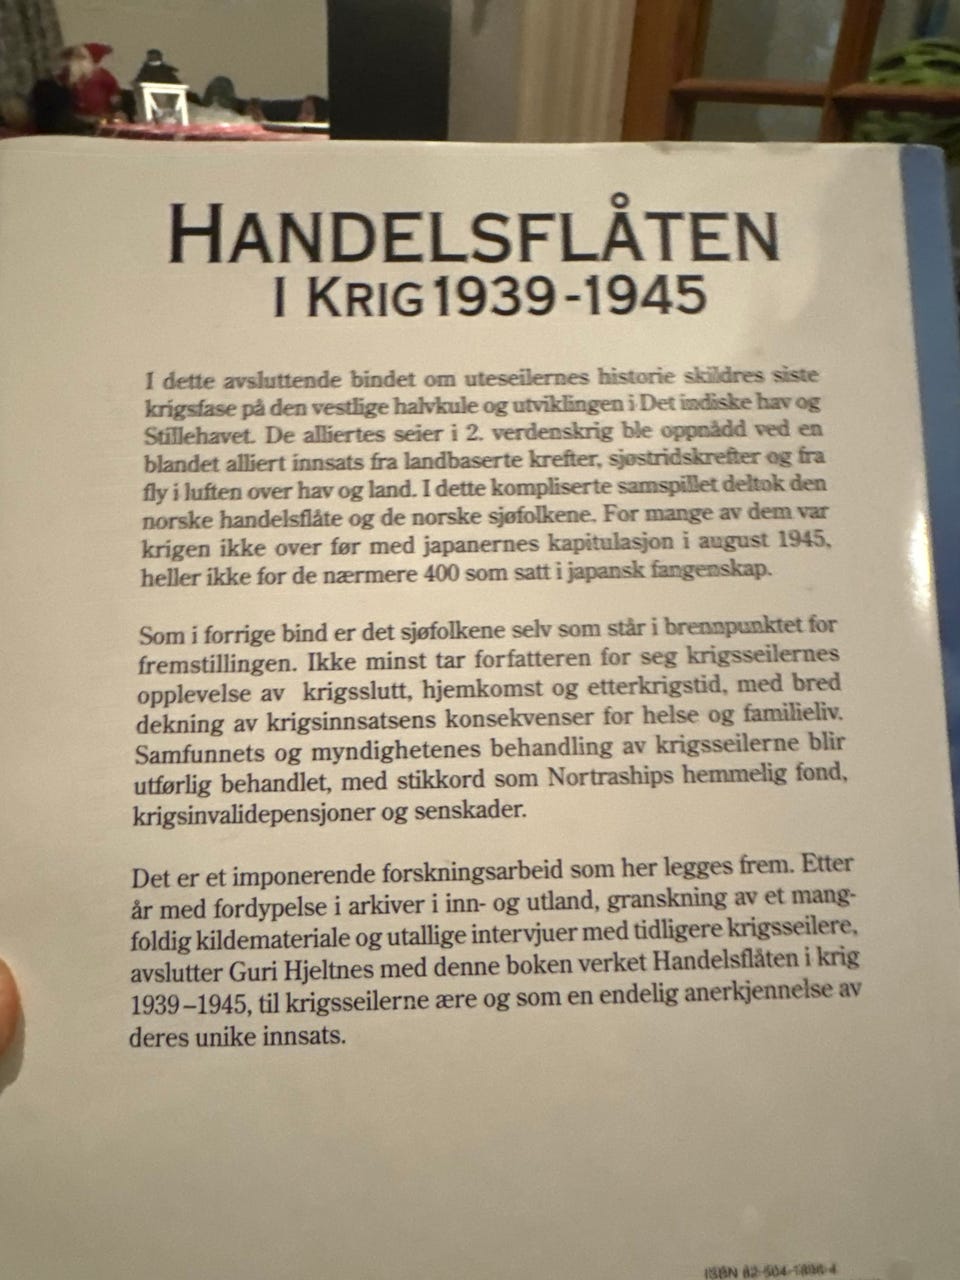 HANDELSFLÅTEN
I KRIG 1939-1945
I dette avsluttende bindet om uteseilernes historie skildres siste
krigsfase på den vestlige halvkule og utviklingen i Det indiske hav og
Stillehavet. De alliertes seier i 2. verdenskrig ble oppnådd ved en
blandet alliert innsats fra landbaserte krefter, sjøstridskrefter og fra
fly i luften over hav og land. I dette kompliserte samspillet deltok den
norske handelsflåte og de norske sjøfolkene. For mange av dem var
krigen ikke over før med japanernes kapitulasjon i august 1945,
heller ikke for de nærmere 400 som satt i japansk fangenskap.
Som i forrige bind er det sjøfolkene selv som står i brennpunktet for
fremstillingen. Ikke minst tar forfatteren for seg krigsseilernes
opplevelse av krigsslutt, hjemkomst og etterkrigstid, med bred
dekning av krigsinnsatsens konsekvenser for helse og familieliv.
Samfunnets og myndighetenes behandling av krigsseilerne blir
utførlig behandlet, med stikkord som Nortraships hemmelig fond,
krigsinvalidepensjoner og senskader.
Det er et imponerende forskningsarbeid som her legges frem. Etter
år med fordypelse i arkiver i inn- og utland, granskning av et mang-
foldig kildemateriale og utallige intervjuer med tidligere krigsseilere,
avslutter Guri Hjeltnes med denne boken verket Handelsflåten i krig
1939–1945, til krigsseilerne ære og som en endelig anerkjennelse av
deres unike innsats.
ISBN